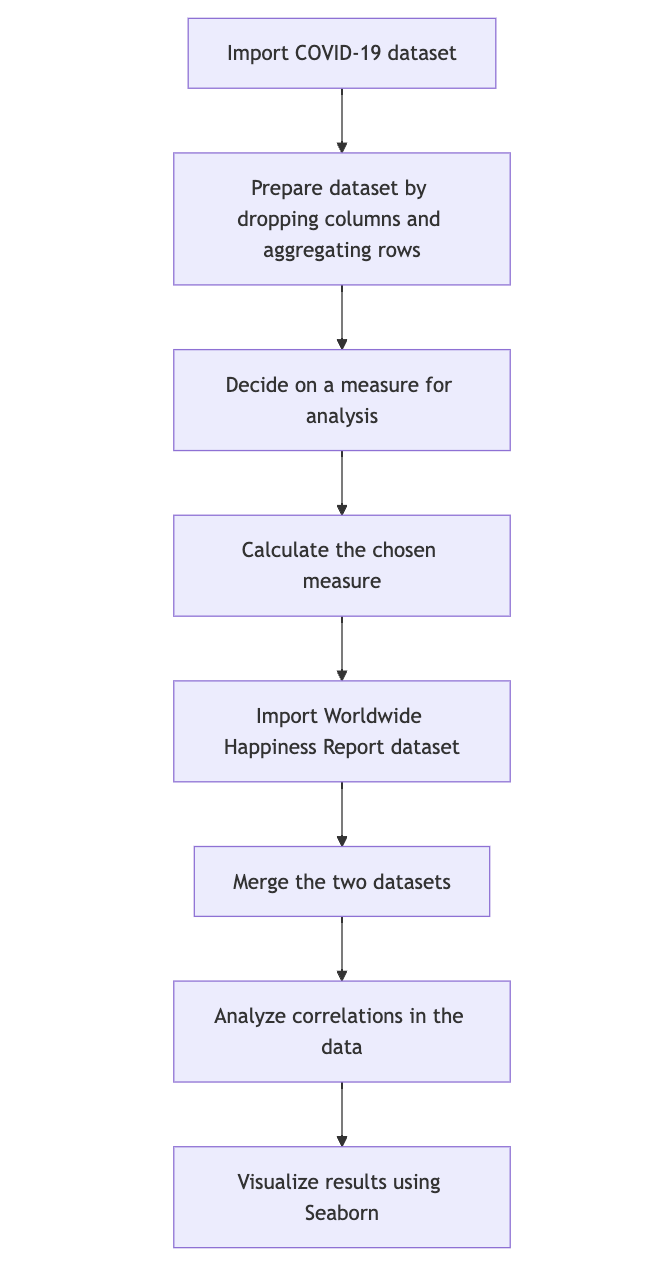 Import COVID-19 dataset
Prepare dataset by
dropping columns and
aggregating rows
Decide on a measure for
analysis
Calculate the chosen
measure
Import Worldwide
Happiness Report dataset
Merge the two datasets
Analyze correlations in the
data
Visualize results using
Seaborn